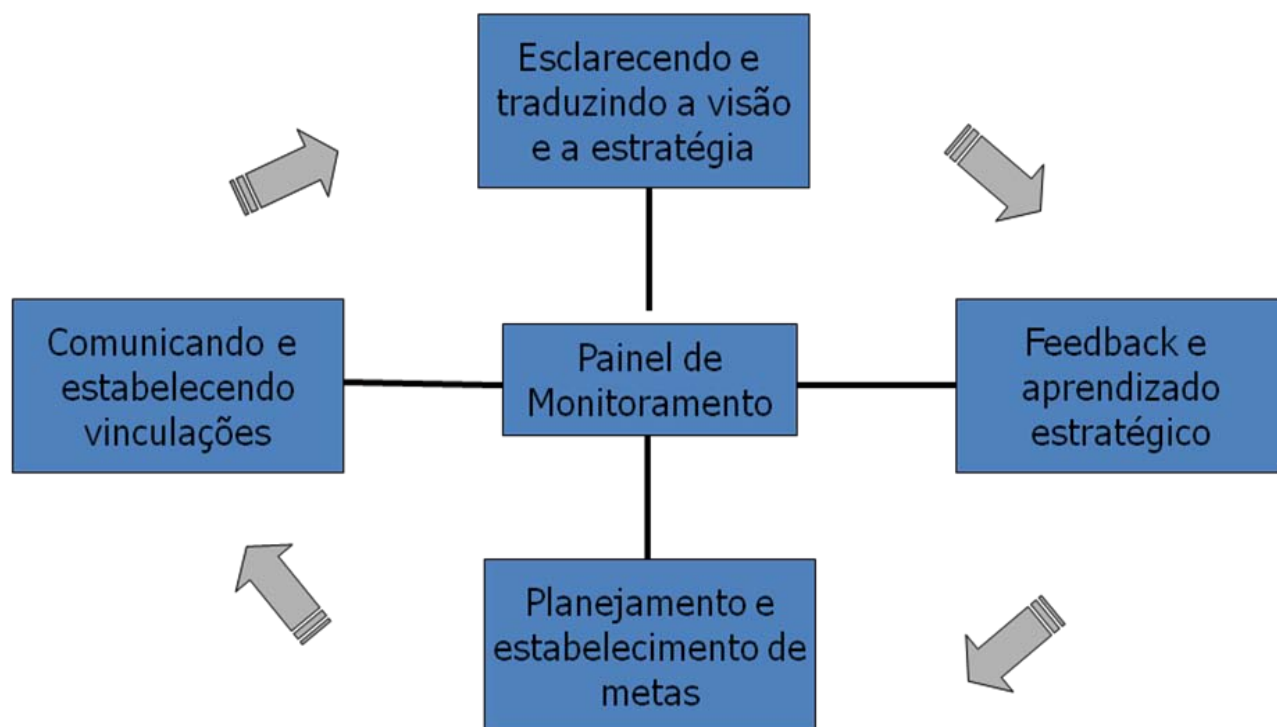 Esclarecendo e
traduzindo a visão
e a estratégia
Comunicando e
estabelecendo
vinculações
Painel de
Monitoramento
Feedback e
aprendizado
estratégico
Planejamento e
estabelecimento de
metas